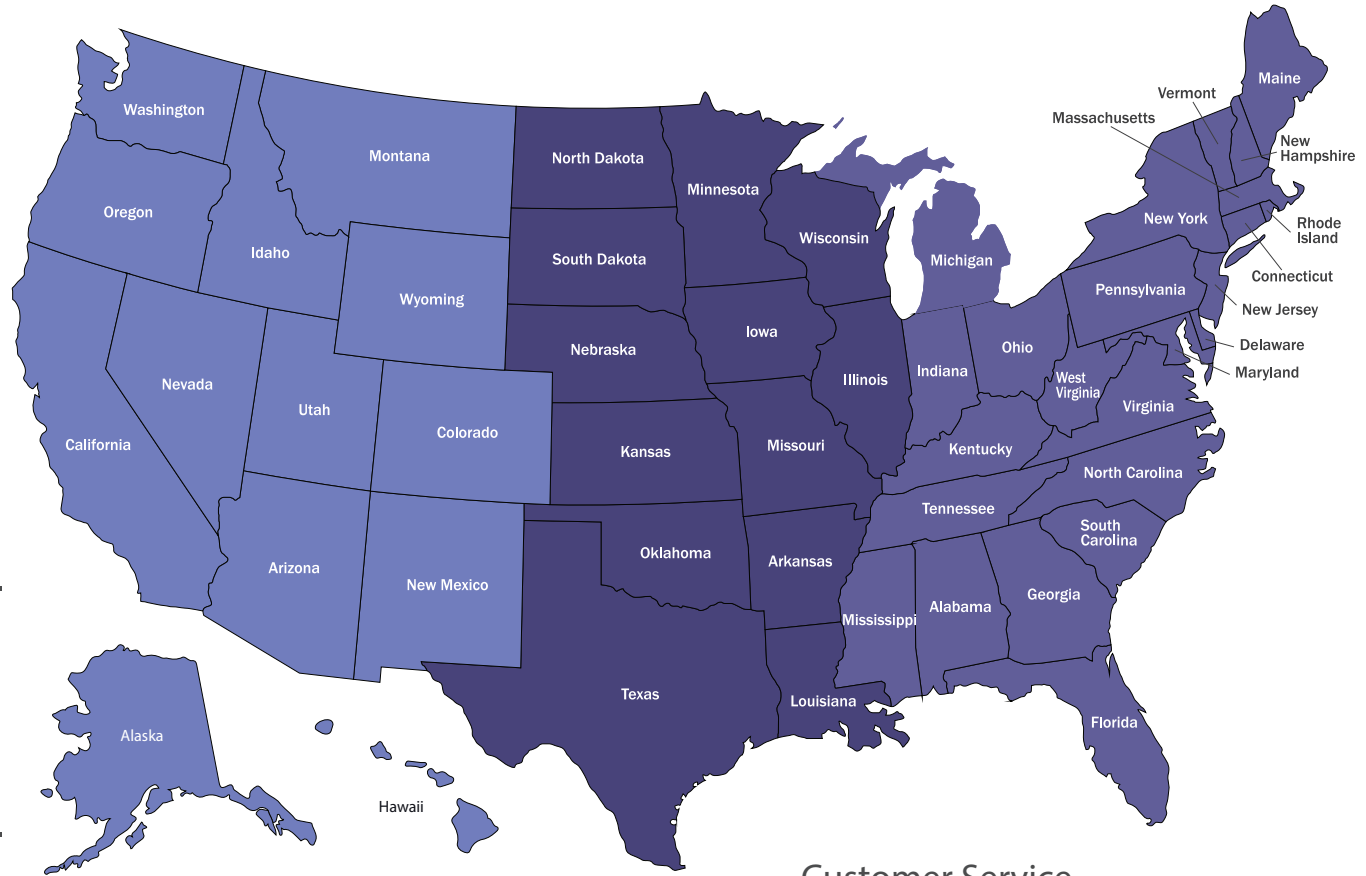 Maine
Vermont
Washington
Massachusetts
New
Hampshire
Montana
North Dakota
Minnesota
Oregon
New York
Rhode
Island
Wisconsin
Idaho
South Dakota
Michigan
Connecticut
Pennsylvania
Wyoming
New Jersey
Iowa
Delaware
Nebraska
Ohio
Indiana
Maryland
Nevada
Illinois
West
Virginia
Utah
Virginia
Colorado
California
Missouri
Kansas
Kentucky
North Carolina
Tennessee
South
Carolina
Oklahoma
Arkansas
Arizona
New Mexico
Georgia
Alabama
Mississippi
Texas
Louisiana
Florida
Alaska
Hawaii
Customer Service